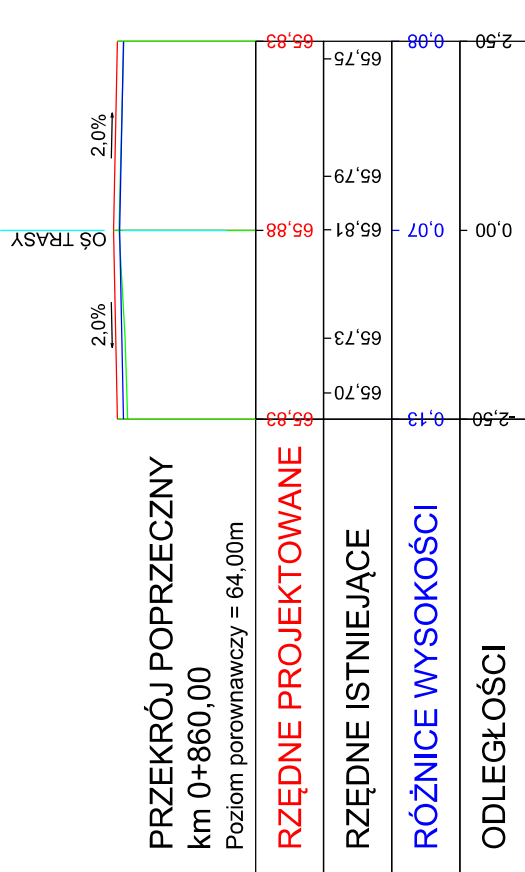 2,0%
2,0%
OŚ TRASY
PRZEKRÓJ POPRZECZNY
km 0+860,00
Poziom porownawczy = 64,00m
RZĘDNE PROJEKTOWANE
65,83
65,88
65,83
RZĘDNE ISTNIEJĄCE
65,70
65,73
65,81
65,79
65,75
RÓŻNICE WYSOKOŚCI
0,13
0,07
0,08
ODLEGŁOŚCI
-2,50
0,00
2,50